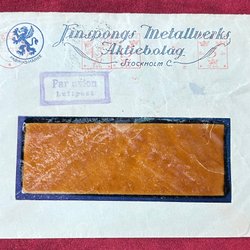 Finspongs Metallverks
Aktiebolag
Stockholm C.
Par avion
Luftpost